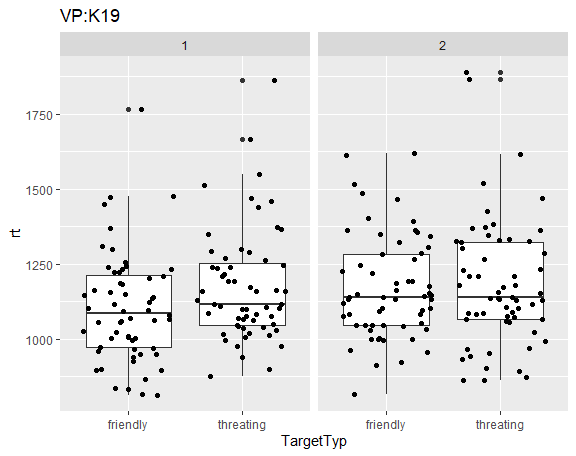 VP:K19
1 2
rt
1750
1500
1250
1000
friendly threating friendly threating
TargetTyp